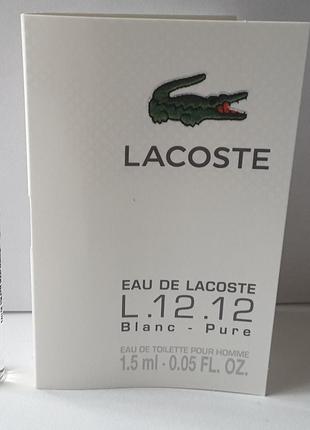 LACOSTE
EAU DE LACOSTE
L.12.12
Blanc - Pure
EAU DE TOILETTE POUR HOMME
1.5 ml - 0.05 FL. OZ.